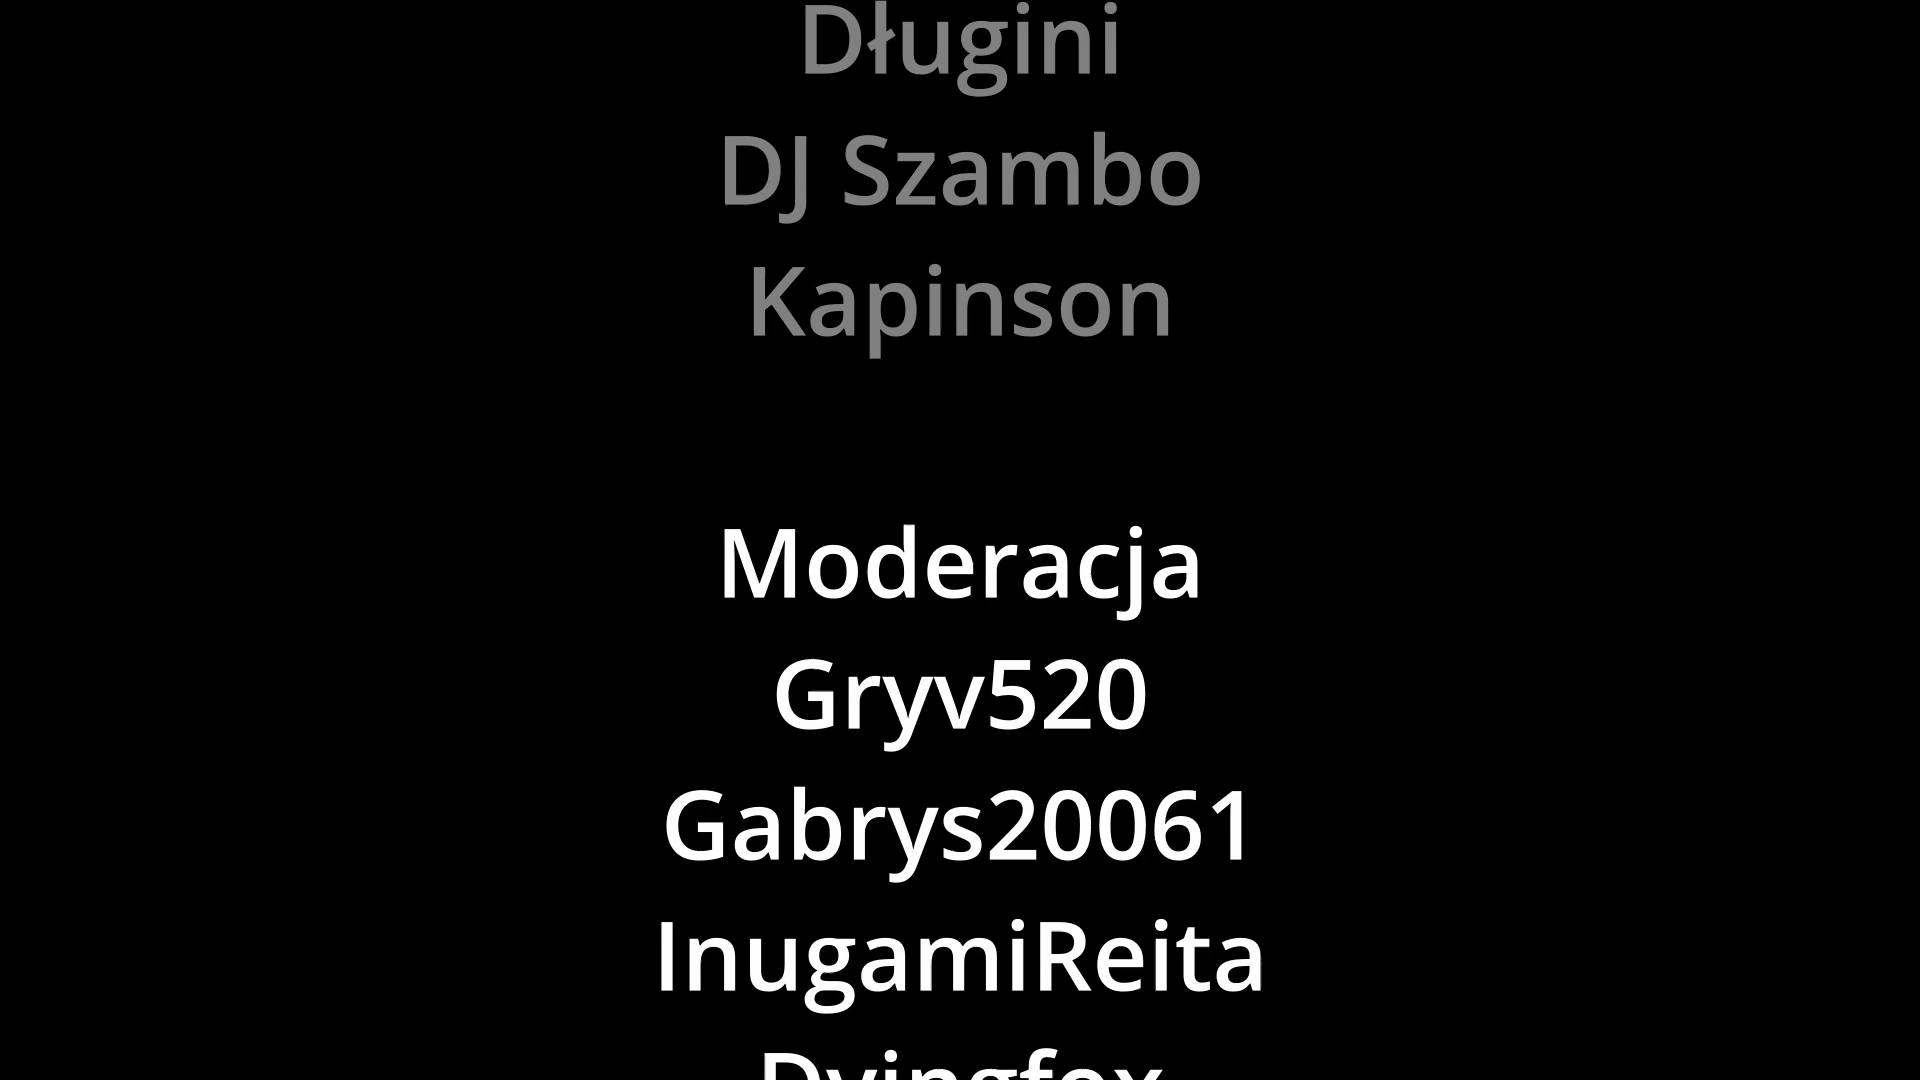 Długini
DJ Szambo
Kapinson
Moderacja
Gryv520
Gabrys20061
InugamiReita